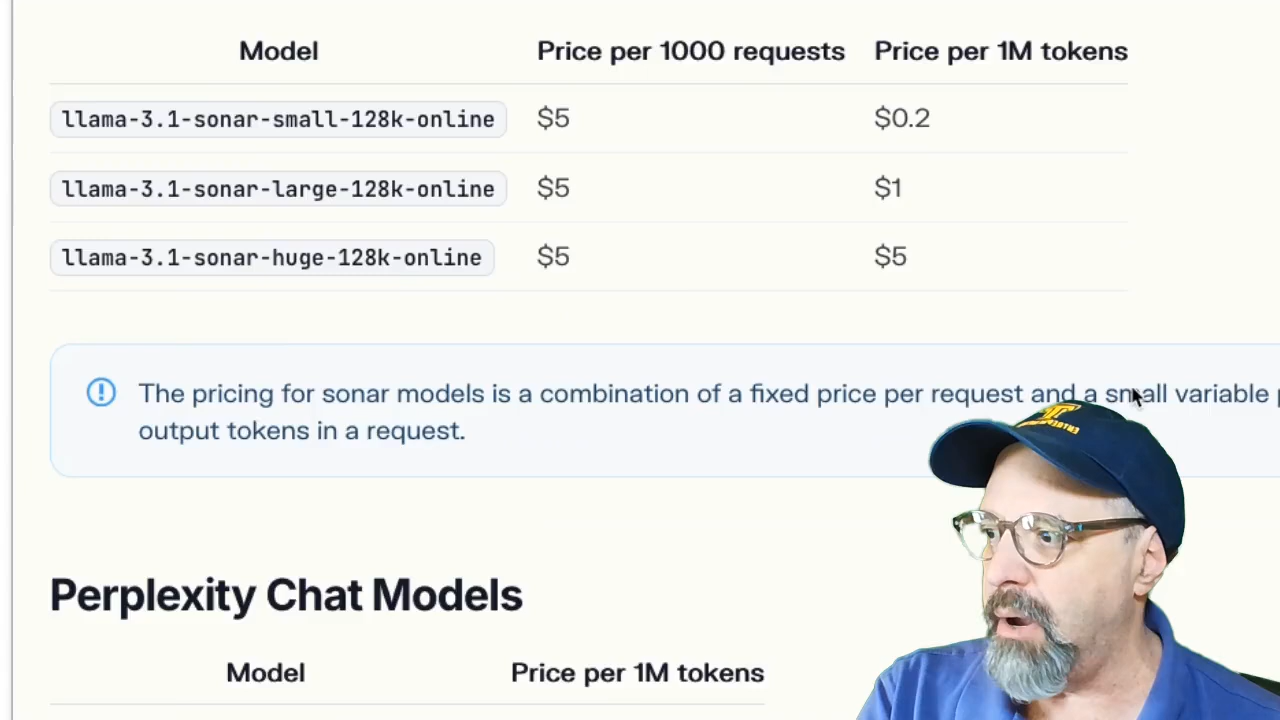 Model Price per 1000 requests Price per 1M tokens
llama-3.1-sonar-small-128k-online $5 $0.2
llama-3.1-sonar-large-128k-online $5 $1
llama-3.1-sonar-huge-128k-online $5 $5
The pricing for sonar models is a combination of a fixed price per request and a small variable
output tokens in a request.
Perplexity Chat Models
Model Price per 1M tokens